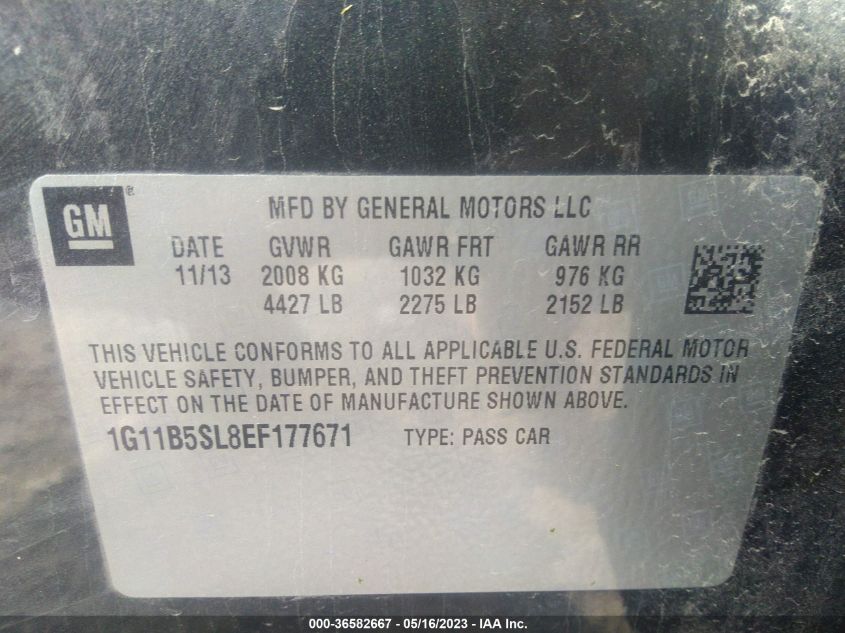 GM®
MFD BY GENERAL MOTORS LLC
DATE GVWR GAWR FRT GAWR RR
11/13 2008 KG 1032 KG 976 KG
4427 LB 2275 LB 2152 LB
THIS VEHICLE CONFORMS TO ALL APPLICABLE U.S. FEDERAL MOTOR
VEHICLE SAFETY, BUMPER, AND THEFT PREVENTION STANDARDS IN
EFFECT ON THE DATE OF MANUFACTURE SHOWN ABOVE.
1G11B5SL8EF177671 TYPE: PASS CAR
000-36582667 - 05/16/2023 - IAA Inc.